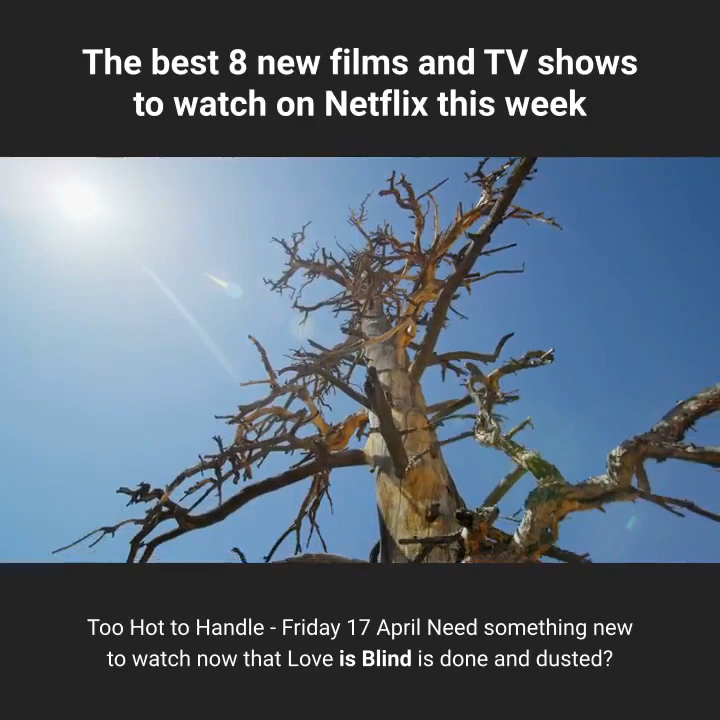 The best 8 new films and TV shows
to watch on Netflix this week
Too Hot to Handle - Friday 17 April Need something new
to watch now that Love is Blind is done and dusted?